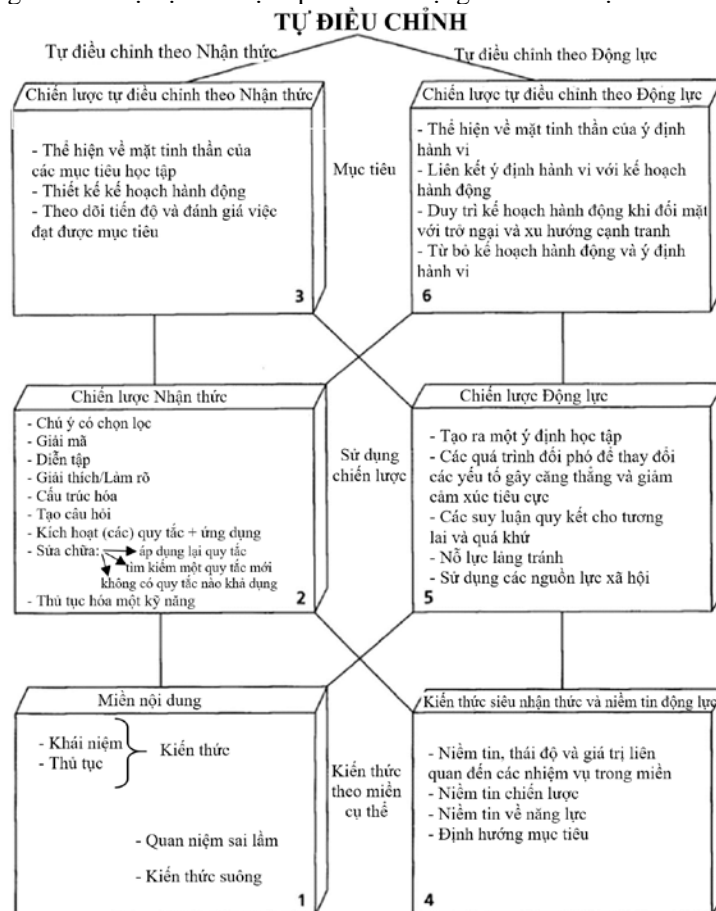 TỰ ĐIỀU CHỈNH
Tự điều chỉnh theo Nhận thức
Tự điều chỉnh theo Động lực
Chiến lược tự điều chỉnh theo Nhận thức
- Thể hiện về mặt tinh thần của
các mục tiêu học tập
- Thiết kế kế hoạch hành động
- Theo dõi tiến độ và đánh giá việc
đạt được mục tiêu
3
Mục tiêu
Chiến lược tự điều chỉnh theo Động lực
- Thể hiện về mặt tinh thần của ý định
hành vi
- Liên kết ý định hành vi với kế hoạch
hành động
- Duy trì kế hoạch hành động khi đối mặt
với trở ngại và xu hướng cạnh tranh
- Từ bỏ kế hoạch hành động và ý định
hành vi
6
Chiến lược Nhận thức
- Chú ý có chọn lọc
- Giải mã
- Diễn tập
- Giải thích/Làm rõ
- Cấu trúc hóa
- Tạo câu hỏi
- Kích hoạt (các) quy tắc + ứng dụng
- Sửa chữa: áp dụng lại quy tắc
tìm kiếm một quy tắc mới
không có quy tắc nào khả dụng
- Thủ tục hóa một kỹ năng
2
Sử dụng
chiến lược
Chiến lược Động lực
- Tạo ra một ý định học tập
- Các quá trình đối phó để thay đổi
các yếu tố gây căng thẳng và giảm
cảm xúc tiêu cực
- Các suy luận quy kết cho tương
lai và quá khứ
- Nỗ lực lảng tránh
- Sử dụng các nguồn lực xã hội
5
Miền nội dung
- Khái niệm
- Thủ tục
Kiến thức
- Quan niệm sai lầm
- Kiến thức suông
1
Kiến thức
theo miền
cụ thể
Kiến thức siêu nhận thức và niềm tin động lực
- Niềm tin, thái độ và giá trị liên
quan đến các nhiệm vụ trong miền
- Niềm tin chiến lược
- Niềm tin về năng lực
- Định hướng mục tiêu
4